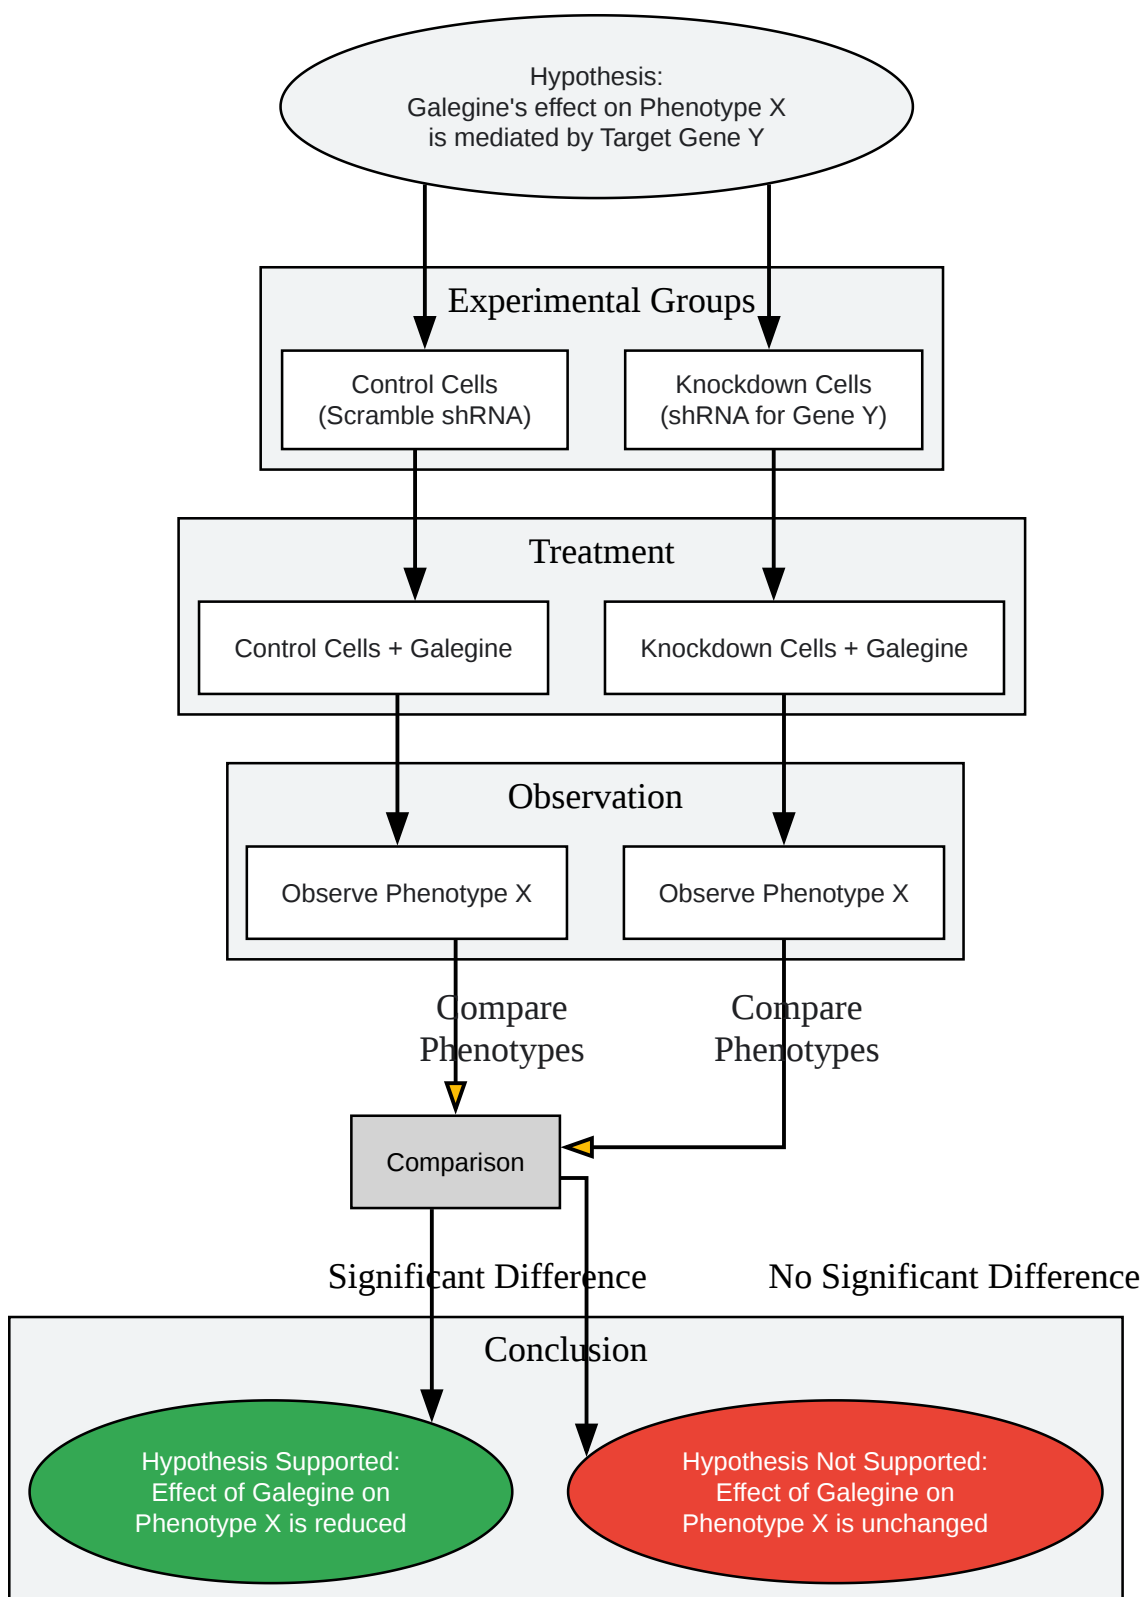 Hypothesis:
Galegine's effect on Phenotype X
is mediated by Target Gene Y
Experimental Groups
Control Cells
(Scramble shRNA)
Knockdown Cells
(shRNA for Gene Y)
Treatment
Control Cells + Galegine
Knockdown Cells + Galegine
Observation
Observe Phenotype X
Observe Phenotype X
Compare
Phenotypes
Compare
Phenotypes
Comparison
Significant Difference
No Significant Difference
Conclusion
Hypothesis Supported:
Effect of Galegine on
Phenotype X is reduced
Hypothesis Not Supported:
Effect of Galegine on
Phenotype X is unchanged